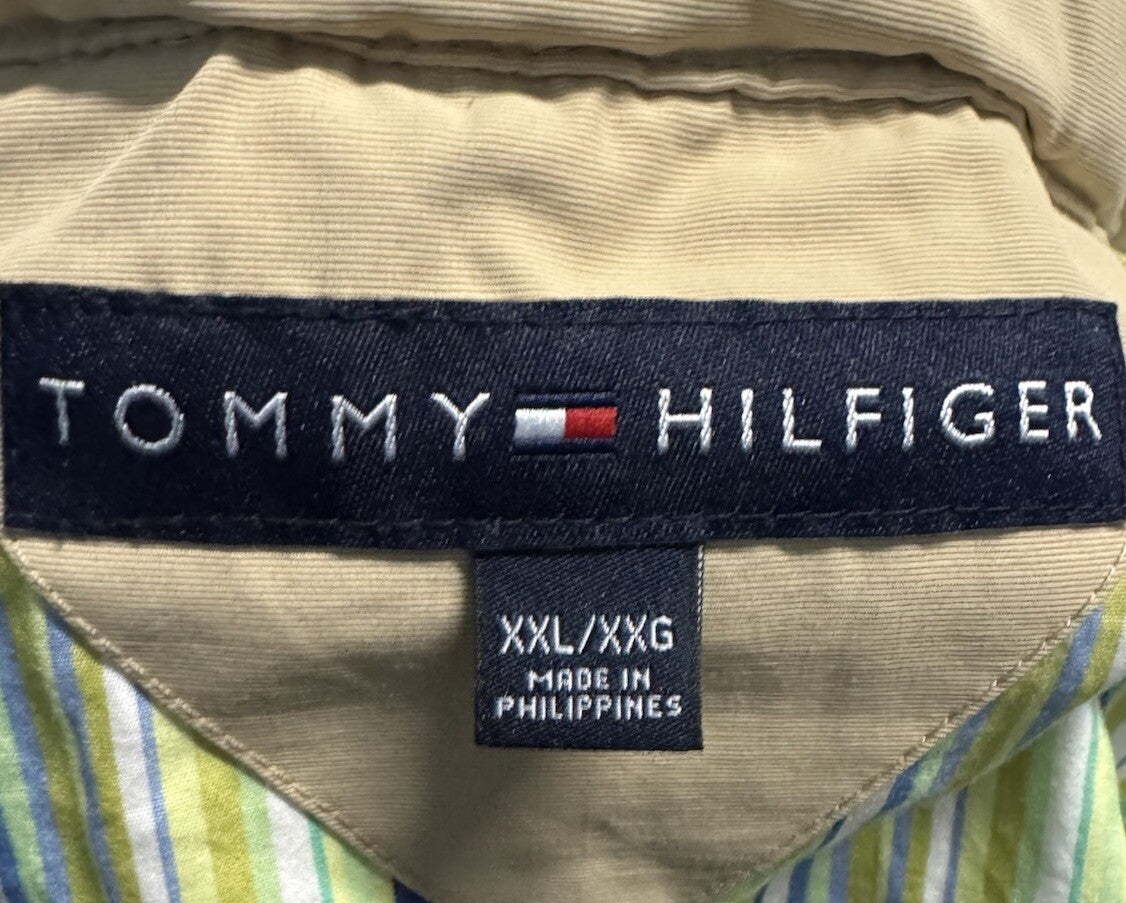 TOMMY HILFIGER
XXL/XXG
MADE IN
PHILIPPINES